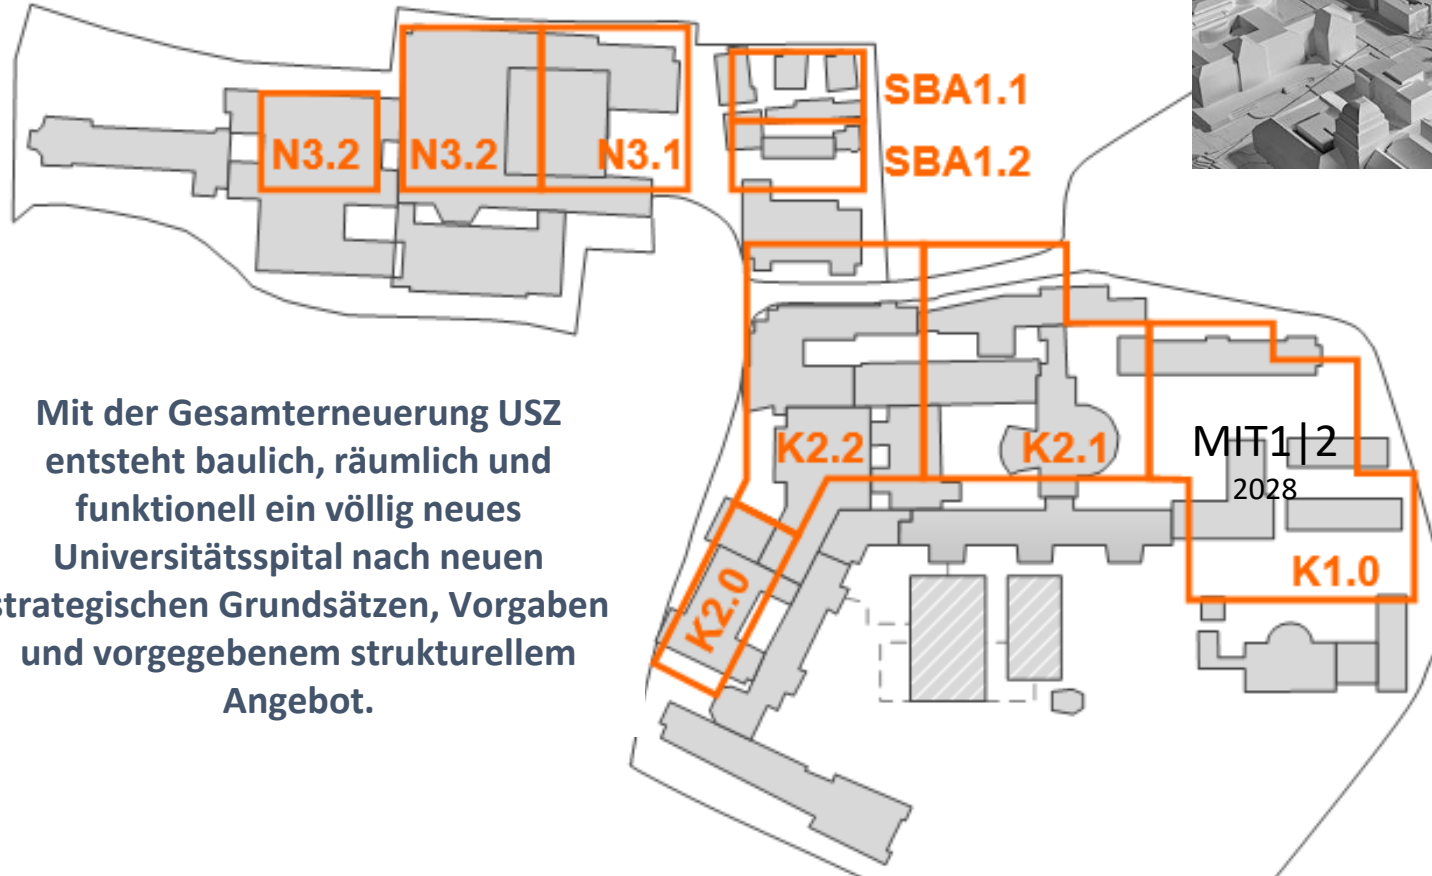 SBA1.1
N3.2
N3.2
N3.1
SBA1.2
Mit der Gesamterneuerung USZ
entsteht baulich, räumlich und
funktionell ein völlig neues
Universitätsspital nach neuen
strategischen Grundsätzen, Vorgaben
und vorgegebenem strukturellem
Angebot.
K2.2
K2.1
MIT1|2
2028
K1.0
K2.0